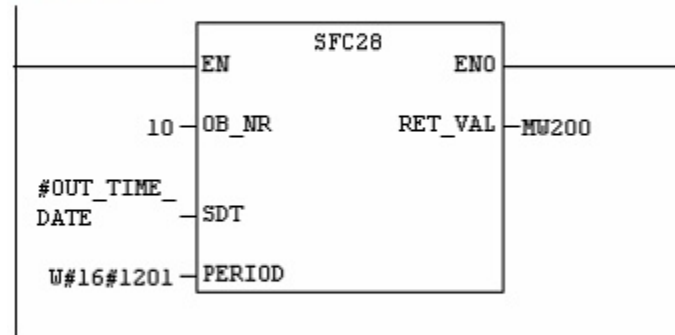 SFC28
EN ENO
10 OB_NR RET_VAL MW200
#OUT_TIME_
DATE SDT
W#16#1201 PERIOD